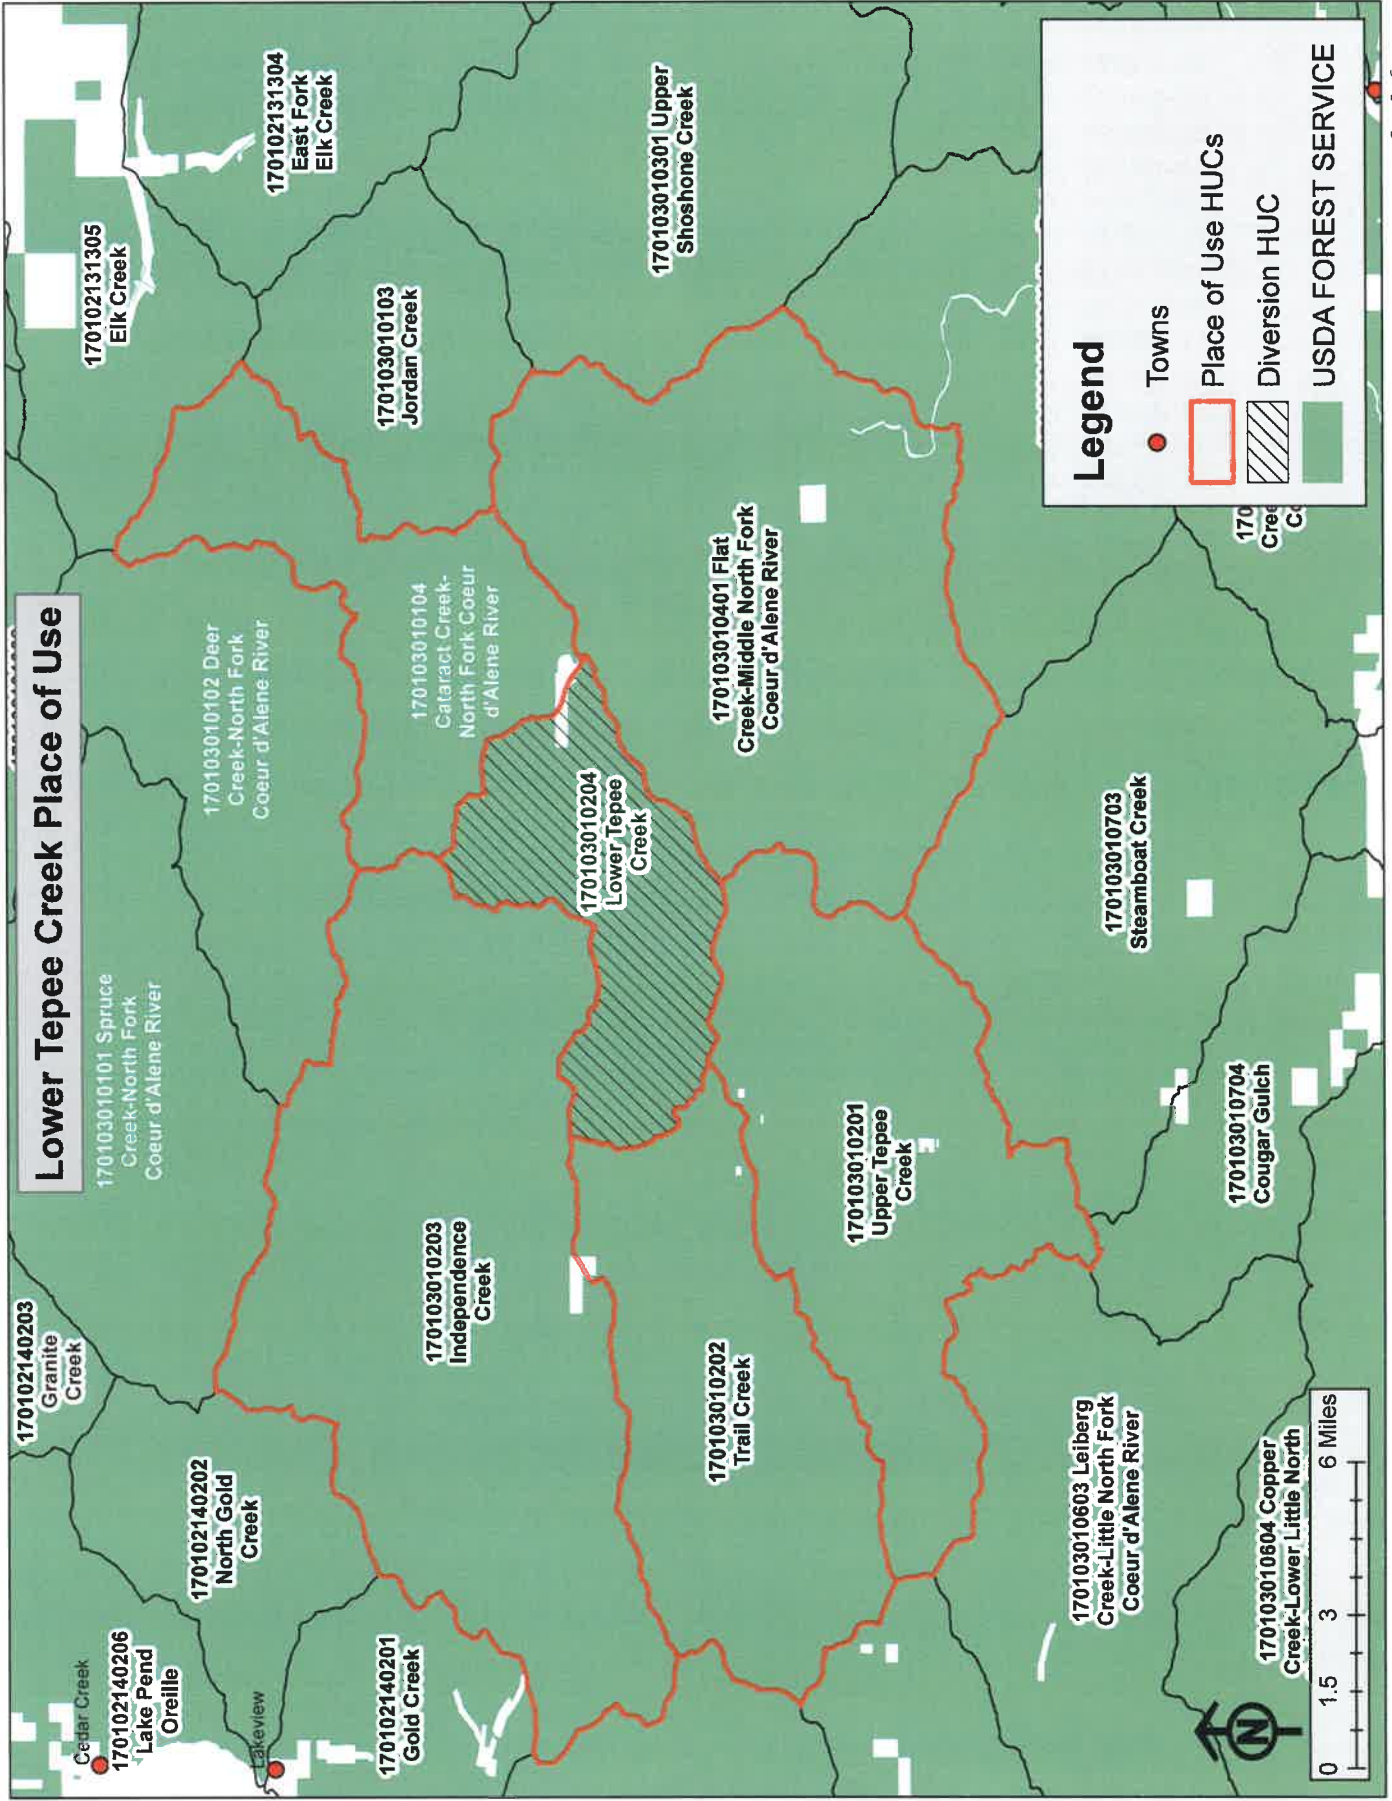 Lower Tepee Creek Place of Use
Cedar Creek
170102140206
Lake Pend
Oreille
Lakeview
170102140203
Granite
Creek
170102140202
North Gold
Creek
170102140201
Gold Creek
170103010101 Spruce
Creek-North Fork
Coeur d'Alene River
170103010102 Deer
Creek-North Fork
Coeur d'Alene River
170102131305
Elk Creek
170102131304
East Fork
Elk Creek
170103010103
Jordan Creek
170103010104
Cataract Creek-
North Fork Coeur
d'Alene River
170103010203
Independence
Creek
170103010204
Lower Tepee
Creek
170103010301 Upper
Shoshone Creek
170103010202
Trail Creek
170103010401 Flat
Creek-Middle North Fork
Coeur d'Alene River
170103010201
Upper Tepee
Creek
170103010603 Leiberg
Creek-Little North Fork
Coeur d'Alene River
170103010703
Steamboat Creek
170103010704
Cougar Gulch
170103010604 Copper
Creek-Lower Little North
170
Cree
Co
N
0 1.5 3 6 Miles
Legend
Towns
Place of Use HUCs
Diversion HUC
USDA FOREST SERVICE